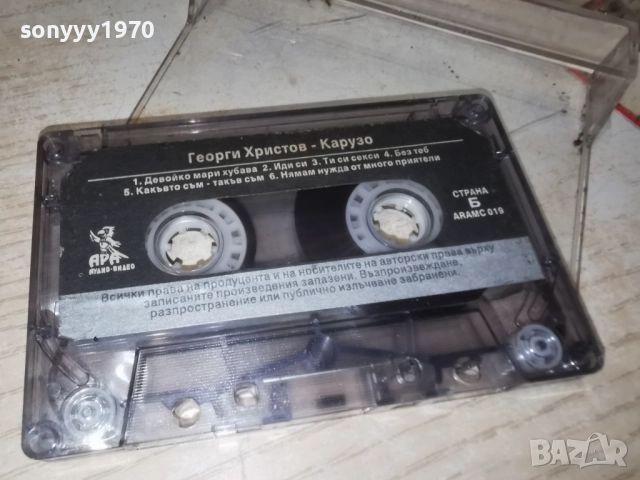 sonyyy1970
Георги Христов - Карузо
1. Девойко мари хубава 2. Иди си 3. Ти си секси 4. Без теб
5. Какъвто съм - такъв съм 6. Нямам нужда от много приятели
СТРАНА
Б
ARAMC 019
АРА
АУДИО-ВИДЕО
Всички права на продуцента и на носителите на авторски права върху
записаните произведения запазени. Възпроизвеждане,
разпространение или публично излъчване забранени.
BAZAR